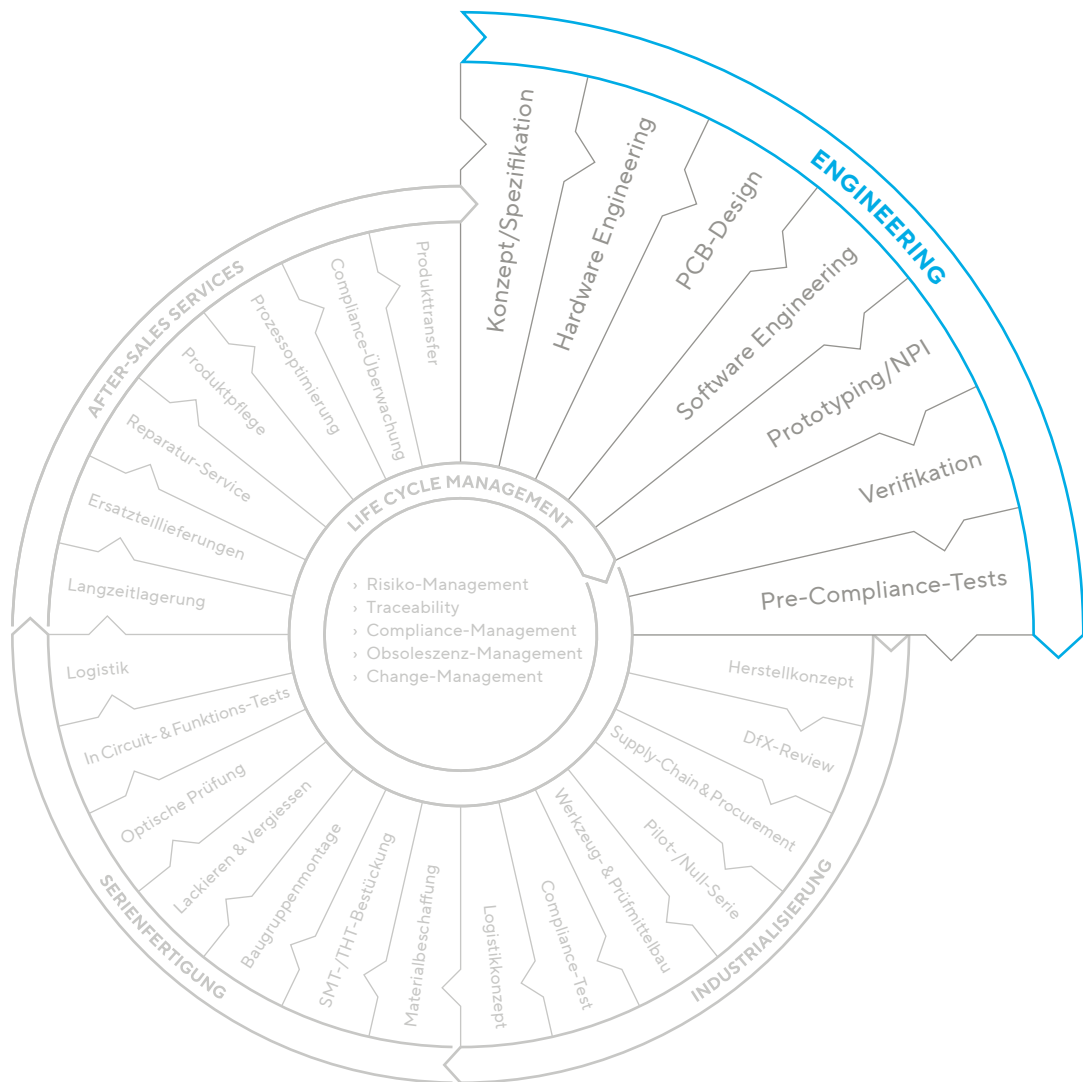 ENGINEERING
Konzept/Spezifikation
Hardware Engineering
PCB-Design
Software Engineering
Prototyping/NPI
Verifikation
Pre-Compliance-Tests
INDUSTRIALISIERUNG
Herstellkonzept
DfX-Review
Supply-Chain & Procurement
Pilot-/Null-Serie
Werkzeug- & Prüfmittelbau
Compliance-Test
Logistikkonzept
SERIENFERTIGUNG
Materialbeschaffung
SMT-/THT-Bestückung
Baugruppenmontage
Lackieren & Vergiessen
Optische Prüfung
In Circuit- & Funktions-Tests
Logistik
AFTER-SALES SERVICES
Langzeitlagerung
Ersatzteillieferungen
Reparatur-Service
Produktpflege
Prozessoptimierung
Compliance-Überwachung
Produkttransfer
LIFE CYCLE MANAGEMENT
› Risiko-Management
› Traceability
› Compliance-Management
› Obsoleszenz-Management
› Change-Management